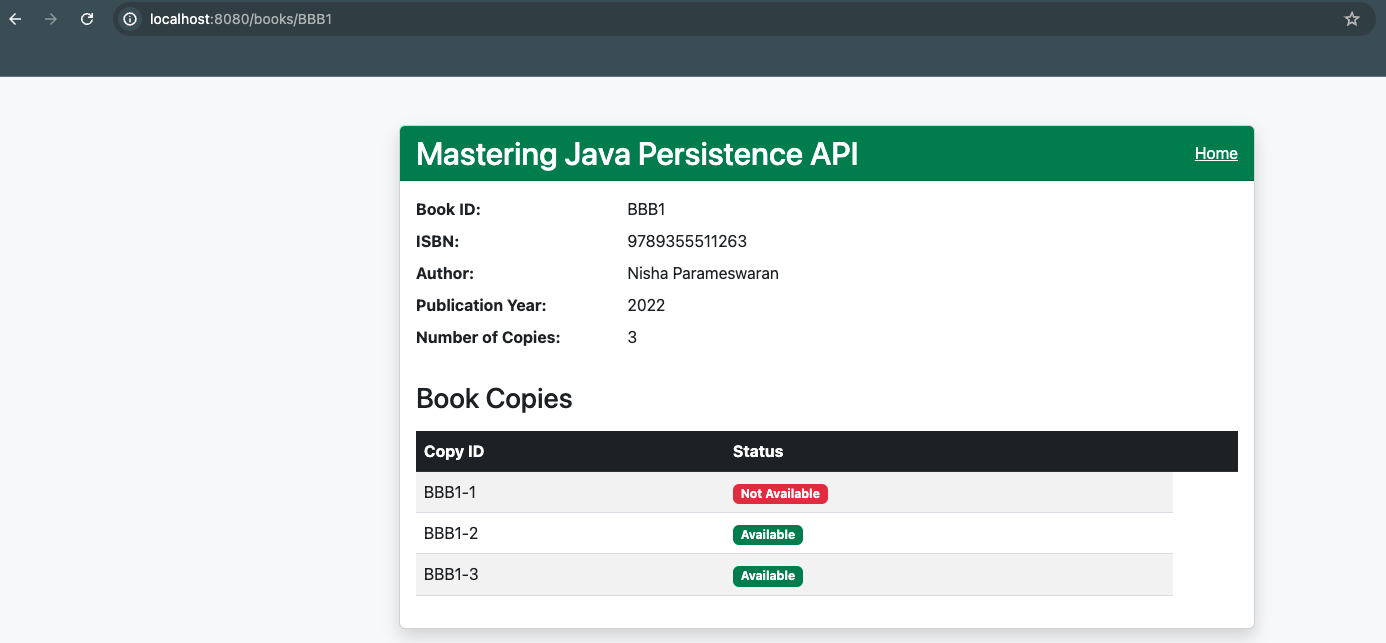 localhost:8080/books/BBB1
Mastering Java Persistence API Home
Book ID: BBB1
ISBN: 9789355511263
Author: Nisha Parameswaran
Publication Year: 2022
Number of Copies: 3
Book Copies
Copy ID Status
BBB1-1 Not Available
BBB1-2 Available
BBB1-3 Available